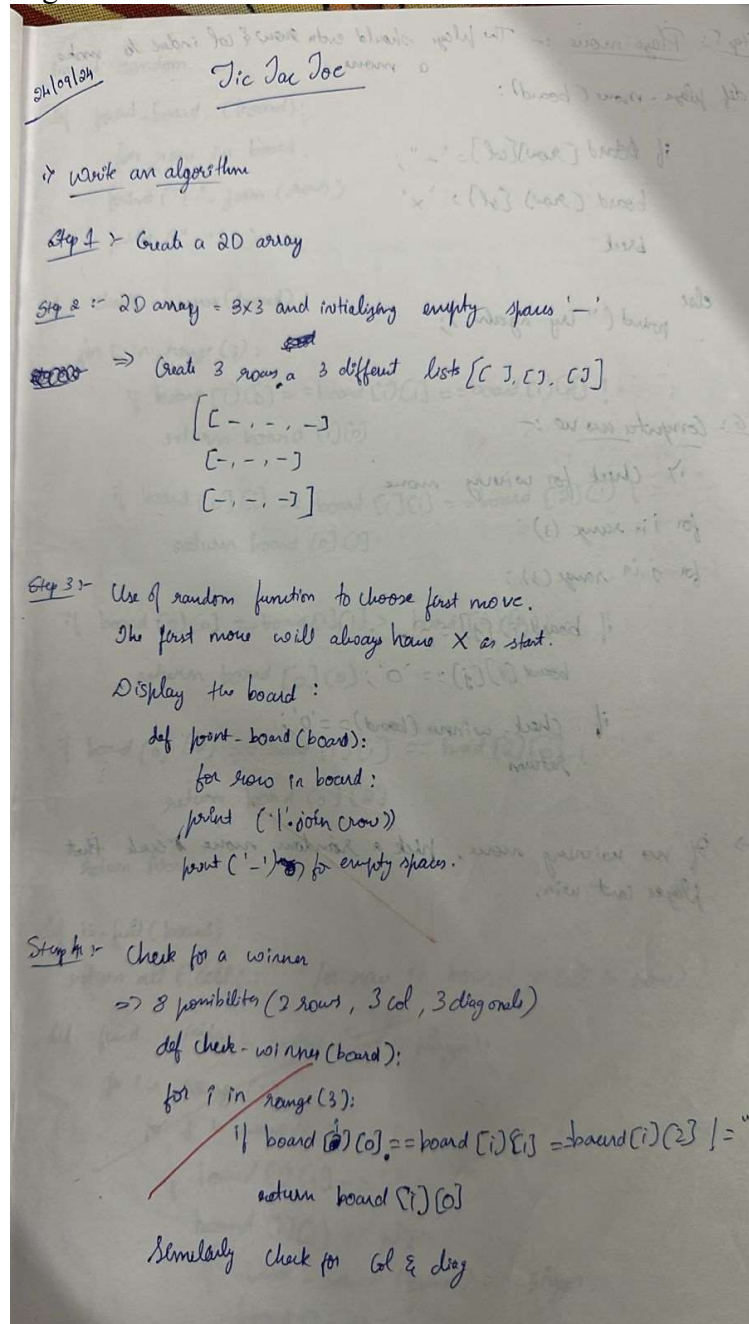 24/09/24
Tic Tac Toe
i> Write an algorithm
Step 1 :- Create a 2D array
Step 2 :- 2D array = 3x3 and initializing empty spaces '-'
=> Create 3 rows, a 3 different lists [[ ], [ ], [ ]]
[[-, -, -]
[-, -, -]
[-, -, -]]
Step 3 :- Use of random function to choose first move.
The first move will always have X as start.
Display the board :
def print-board (board):
for row in board :
print ('|'.join (row))
print ('-') for empty spaces.
Step 4 :- Check for a winner
=> 8 possibilites (2 rows, 3 col, 3 diagonals)
def check-winner (board):
for i in range (3):
if board [i] [0] == board [i] [1] == board [i] [2] != "
return board [i] [0]
Similarly check for Col & diag